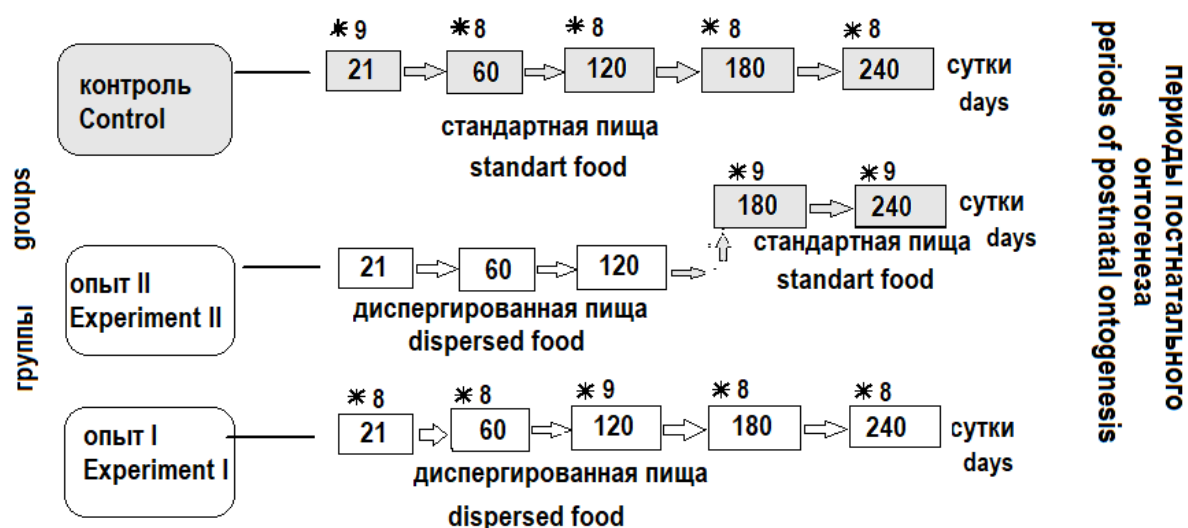 группы groups
контроль
Control
✳ 9 ✳ 8 ✳ 8 ✳ 8 ✳ 8
21 60 120 180 240 сутки
days
стандартная пища
standart food
✳ 9 ✳ 9
180 240 сутки
days
стандартная пища
standart food
опыт II
Experiment II
21 60 120
диспергированная пища
dispersed food
опыт I
Experiment I
✳ 8 ✳ 8 ✳ 9 ✳ 8 ✳ 8
21 60 120 180 240 сутки
days
диспергированная пища
dispersed food
периоды постнатального
онтогенеза
periods of postnatal ontogenesis